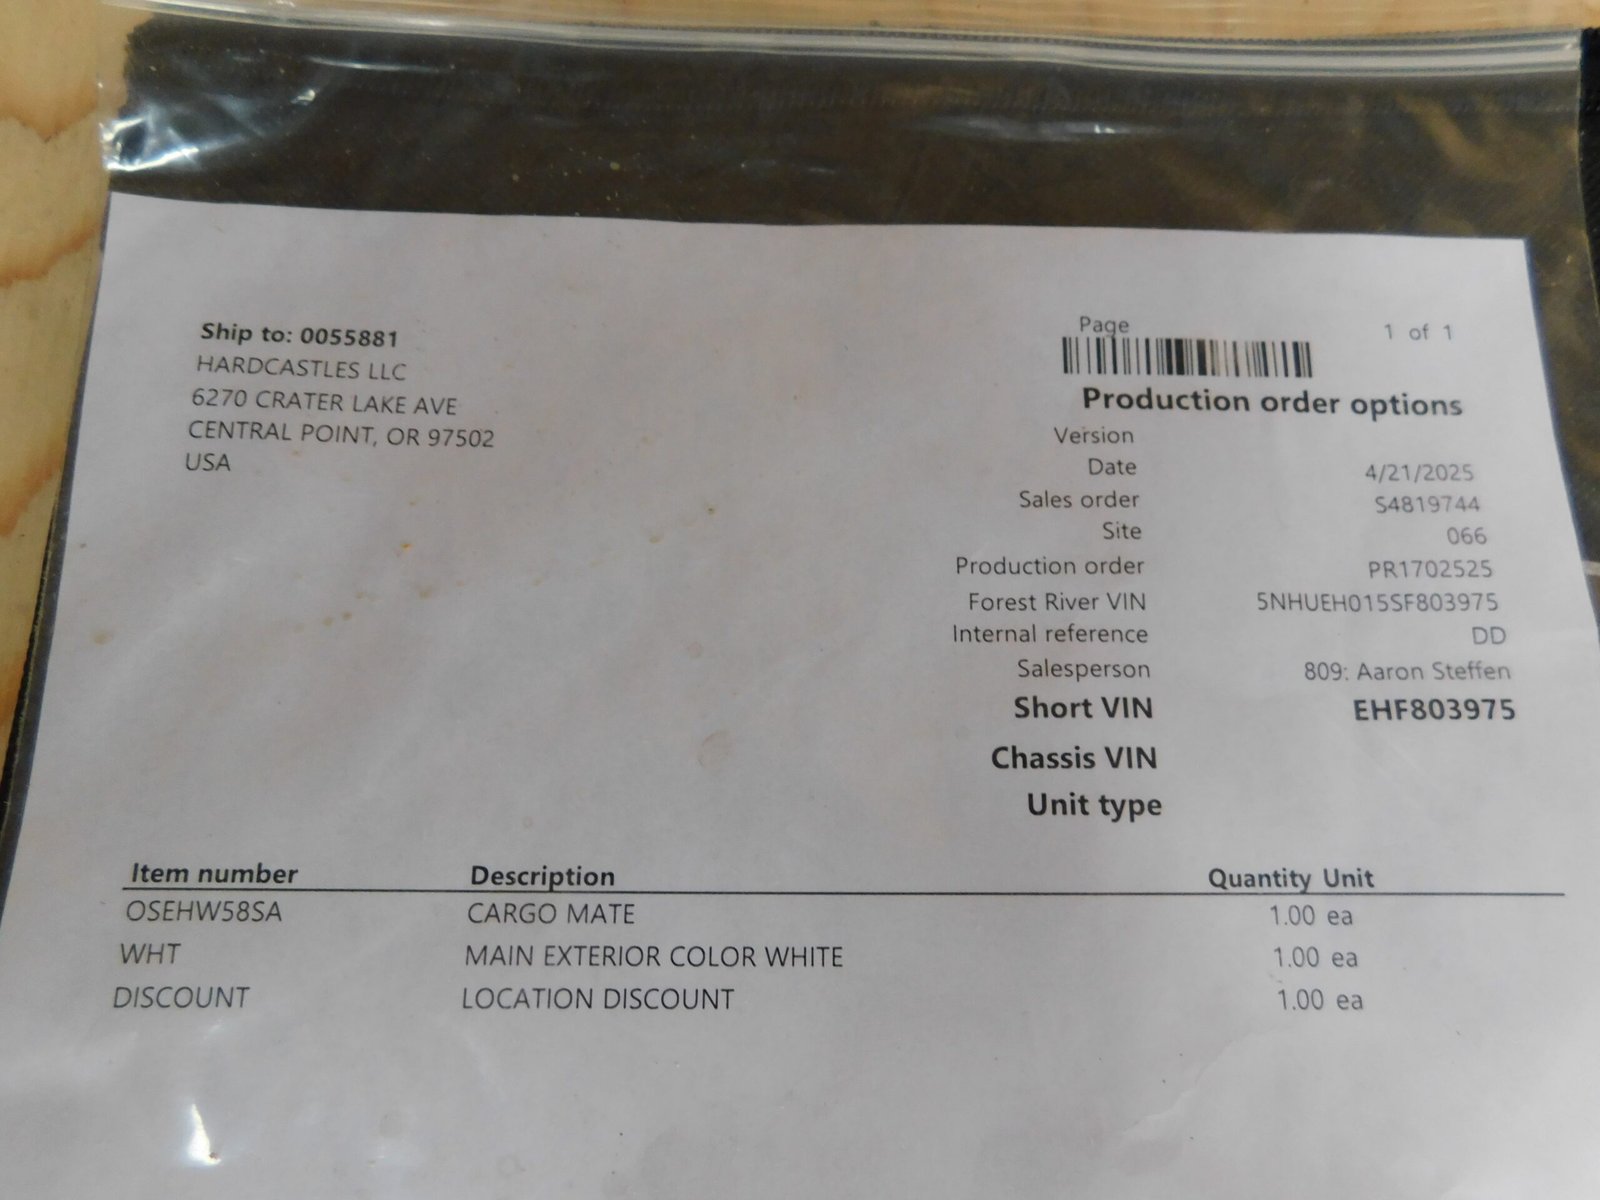 Ship to: 0055881
HARDCASTLES LLC
6270 CRATER LAKE AVE
CENTRAL POINT, OR 97502
USA
Page 1 of 1
Production order options
Version
Date 4/21/2025
Sales order S4819744
Site 066
Production order PR1702525
Forest River VIN 5NHUEH015SF803975
Internal reference DD
Salesperson 809: Aaron Steffen
Short VIN EHF803975
Chassis VIN
Unit type
Item number Description Quantity Unit
OSEHW58SA CARGO MATE 1.00 ea
WHT MAIN EXTERIOR COLOR WHITE 1.00 ea
DISCOUNT LOCATION DISCOUNT 1.00 ea